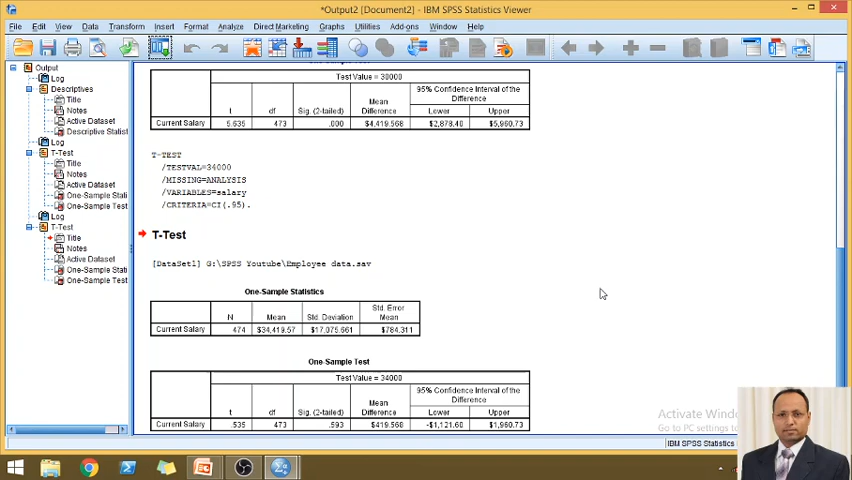 *Output2 [Document2] - IBM SPSS Statistics Viewer
File Edit View Data Transform Insert Format Analyze Direct Marketing Graphs Utilities Add-ons Window Help
Output
Log
Descriptives
Title
Notes
Active Dataset
Descriptive Statist
Log
T-Test
Title
Notes
Active Dataset
One-Sample Stati
One-Sample Test
Log
T-Test
Title
Notes
Active Dataset
One-Sample Stati
One-Sample Test
Test Value = 30000
95% Confidence Interval of the
Difference
Mean
t df Sig. (2-tailed) Difference Lower Upper
Current Salary 5.635 473 .000 $4,419.568 $2,878.40 $5,960.73
T-TEST
/TESTVAL=34000
/MISSING=ANALYSIS
/VARIABLES=salary
/CRITERIA=CI(.95).
T-Test
[DataSet1] G:\SPSS Youtube\Employee data.sav
One-Sample Statistics
Std. Error
N Mean Std. Deviation Mean
Current Salary 474 $34,419.57 $17,075.661 $784.311
One-Sample Test
Test Value = 34000
95% Confidence Interval of the
Difference
Mean
t df Sig. (2-tailed) Difference Lower Upper
Current Salary .535 473 .593 $419.568 -$1,121.60 $1,960.73
Activate Windo
Go to PC settings to
IBM SPSS Statistics